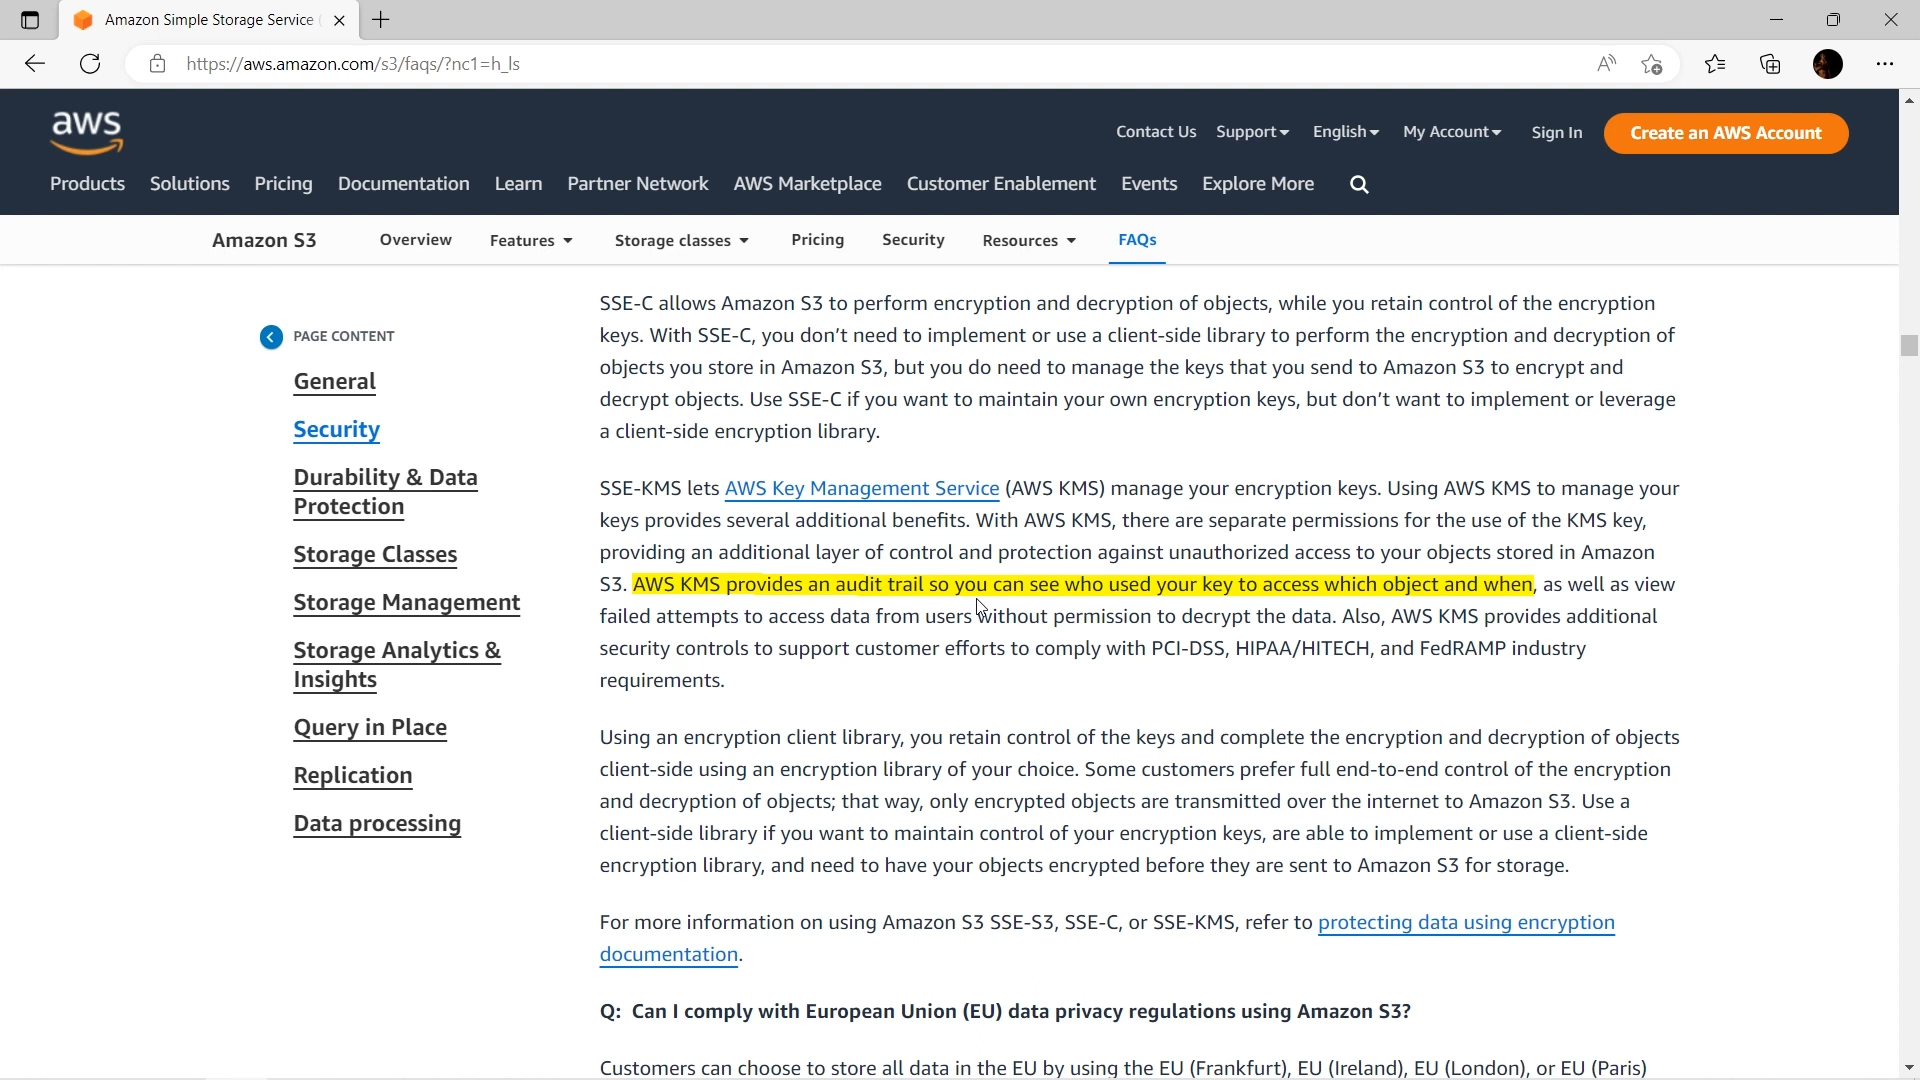 Amazon Simple Storage Service (
https://aws.amazon.com/s3/faqs/?nc1=h_ls
aws
Contact Us Support English My Account Sign In Create an AWS Account
Products Solutions Pricing Documentation Learn Partner Network AWS Marketplace Customer Enablement Events Explore More
Amazon S3 Overview Features Storage classes Pricing Security Resources FAQs
PAGE CONTENT
General
Security
Durability & Data
Protection
Storage Classes
Storage Management
Storage Analytics &
Insights
Query in Place
Replication
Data processing
SSE-C allows Amazon S3 to perform encryption and decryption of objects, while you retain control of the encryption
keys. With SSE-C, you don't need to implement or use a client-side library to perform the encryption and decryption of
objects you store in Amazon S3, but you do need to manage the keys that you send to Amazon S3 to encrypt and
decrypt objects. Use SSE-C if you want to maintain your own encryption keys, but don't want to implement or leverage
a client-side encryption library.
SSE-KMS lets AWS Key Management Service (AWS KMS) manage your encryption keys. Using AWS KMS to manage your
keys provides several additional benefits. With AWS KMS, there are separate permissions for the use of the KMS key,
providing an additional layer of control and protection against unauthorized access to your objects stored in Amazon
S3. AWS KMS provides an audit trail so you can see who used your key to access which object and when, as well as view
failed attempts to access data from users without permission to decrypt the data. Also, AWS KMS provides additional
security controls to support customer efforts to comply with PCI-DSS, HIPAA/HITECH, and FedRAMP industry
requirements.
Using an encryption client library, you retain control of the keys and complete the encryption and decryption of objects
client-side using an encryption library of your choice. Some customers prefer full end-to-end control of the encryption
and decryption of objects; that way, only encrypted objects are transmitted over the internet to Amazon S3. Use a
client-side library if you want to maintain control of your encryption keys, are able to implement or use a client-side
encryption library, and need to have your objects encrypted before they are sent to Amazon S3 for storage.
For more information on using Amazon S3 SSE-S3, SSE-C, or SSE-KMS, refer to protecting data using encryption
documentation.
Q: Can I comply with European Union (EU) data privacy regulations using Amazon S3?
Customers can choose to store all data in the EU by using the EU (Frankfurt), EU (Ireland), EU (London), or EU (Paris)